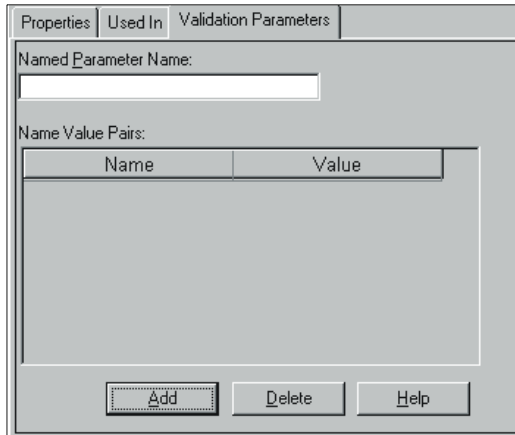 Properties Used In Validation Parameters
Named Parameter Name:
Name Value Pairs:
Name Value
Add Delete Help